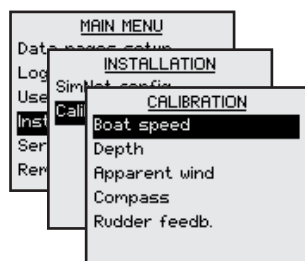 MAIN MENU
Data pages setup
Log
Use
Inst
Ser
Rem
INSTALLATION
SimNet config
Cali
CALIBRATION
Boat speed
Depth
Apparent wind
Compass
Rudder feedb.